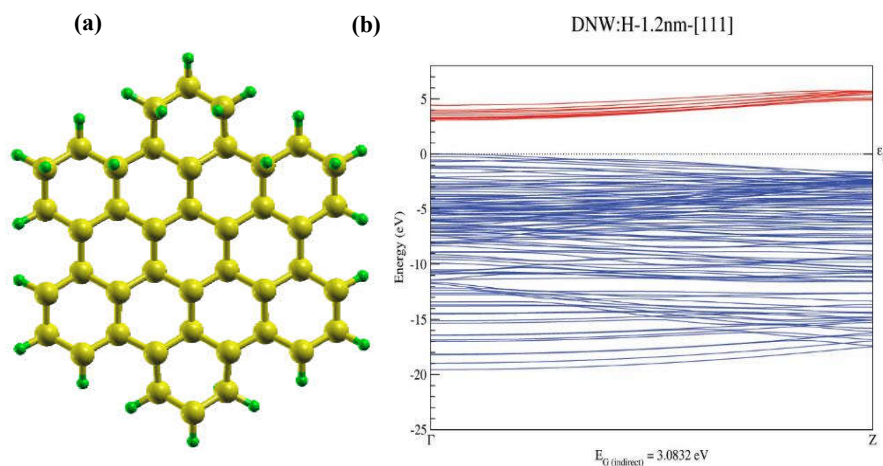 (a)
(b)
DNW:H-1.2nm-[111]
5
0
-5
-10
-15
-20
-25
Energy (eV)
ε
Γ
Z
E_G (indirect) = 3.0832 eV